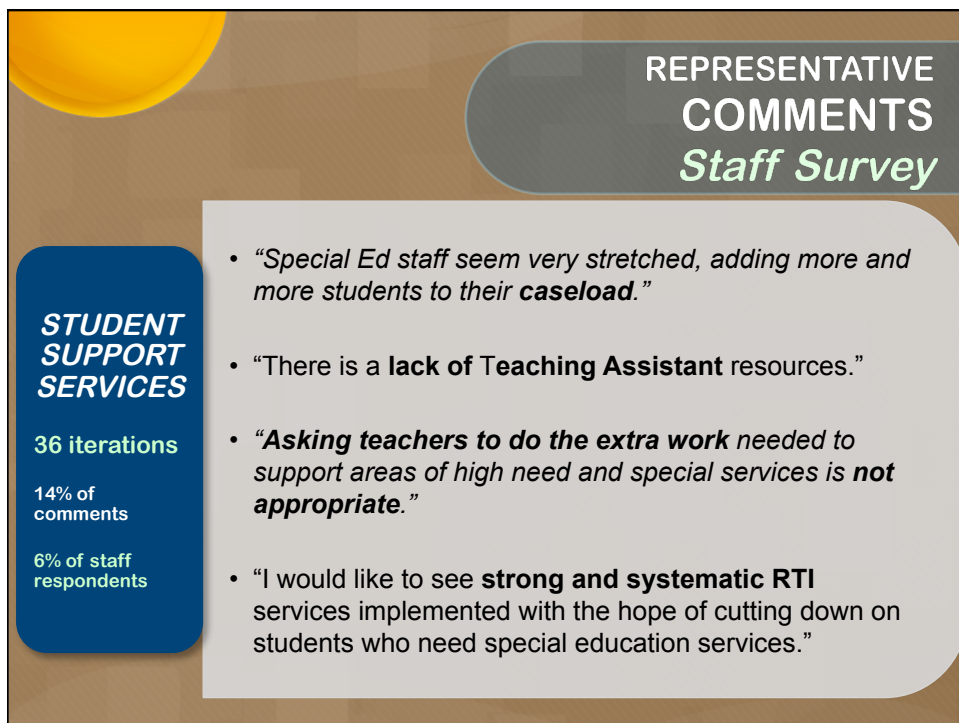 REPRESENTATIVE
COMMENTS
Staff Survey
STUDENT
SUPPORT
SERVICES
36 iterations
14% of
comments
6% of staff
respondents
• “Special Ed staff seem very stretched, adding more and
more students to their caseload.”
• “There is a lack of Teaching Assistant resources.”
• “Asking teachers to do the extra work needed to
support areas of high need and special services is not
appropriate.”
• “I would like to see strong and systematic RTI
services implemented with the hope of cutting down on
students who need special education services.”